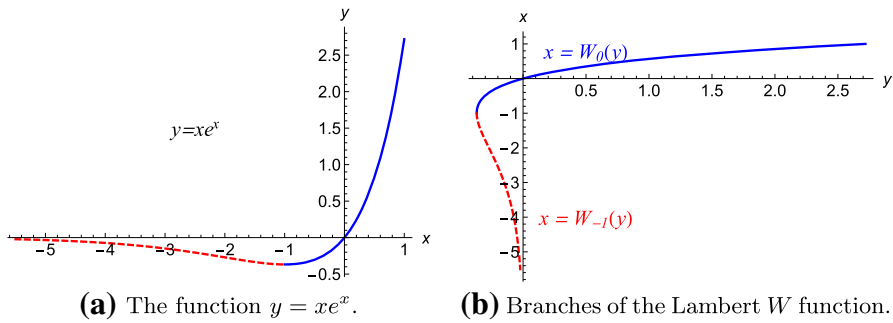 y
2.5
2.0
1.5
1.0
0.5
−0.5
−5 −4 −3 −2 −1 1 x
y=xe^x
(a) The function y = xe^x.
x
1
−1
−2
−3
−4
−5
0.5 1.0 1.5 2.0 2.5 y
x = W_0(y)
x = W_{-1}(y)
(b) Branches of the Lambert W function.